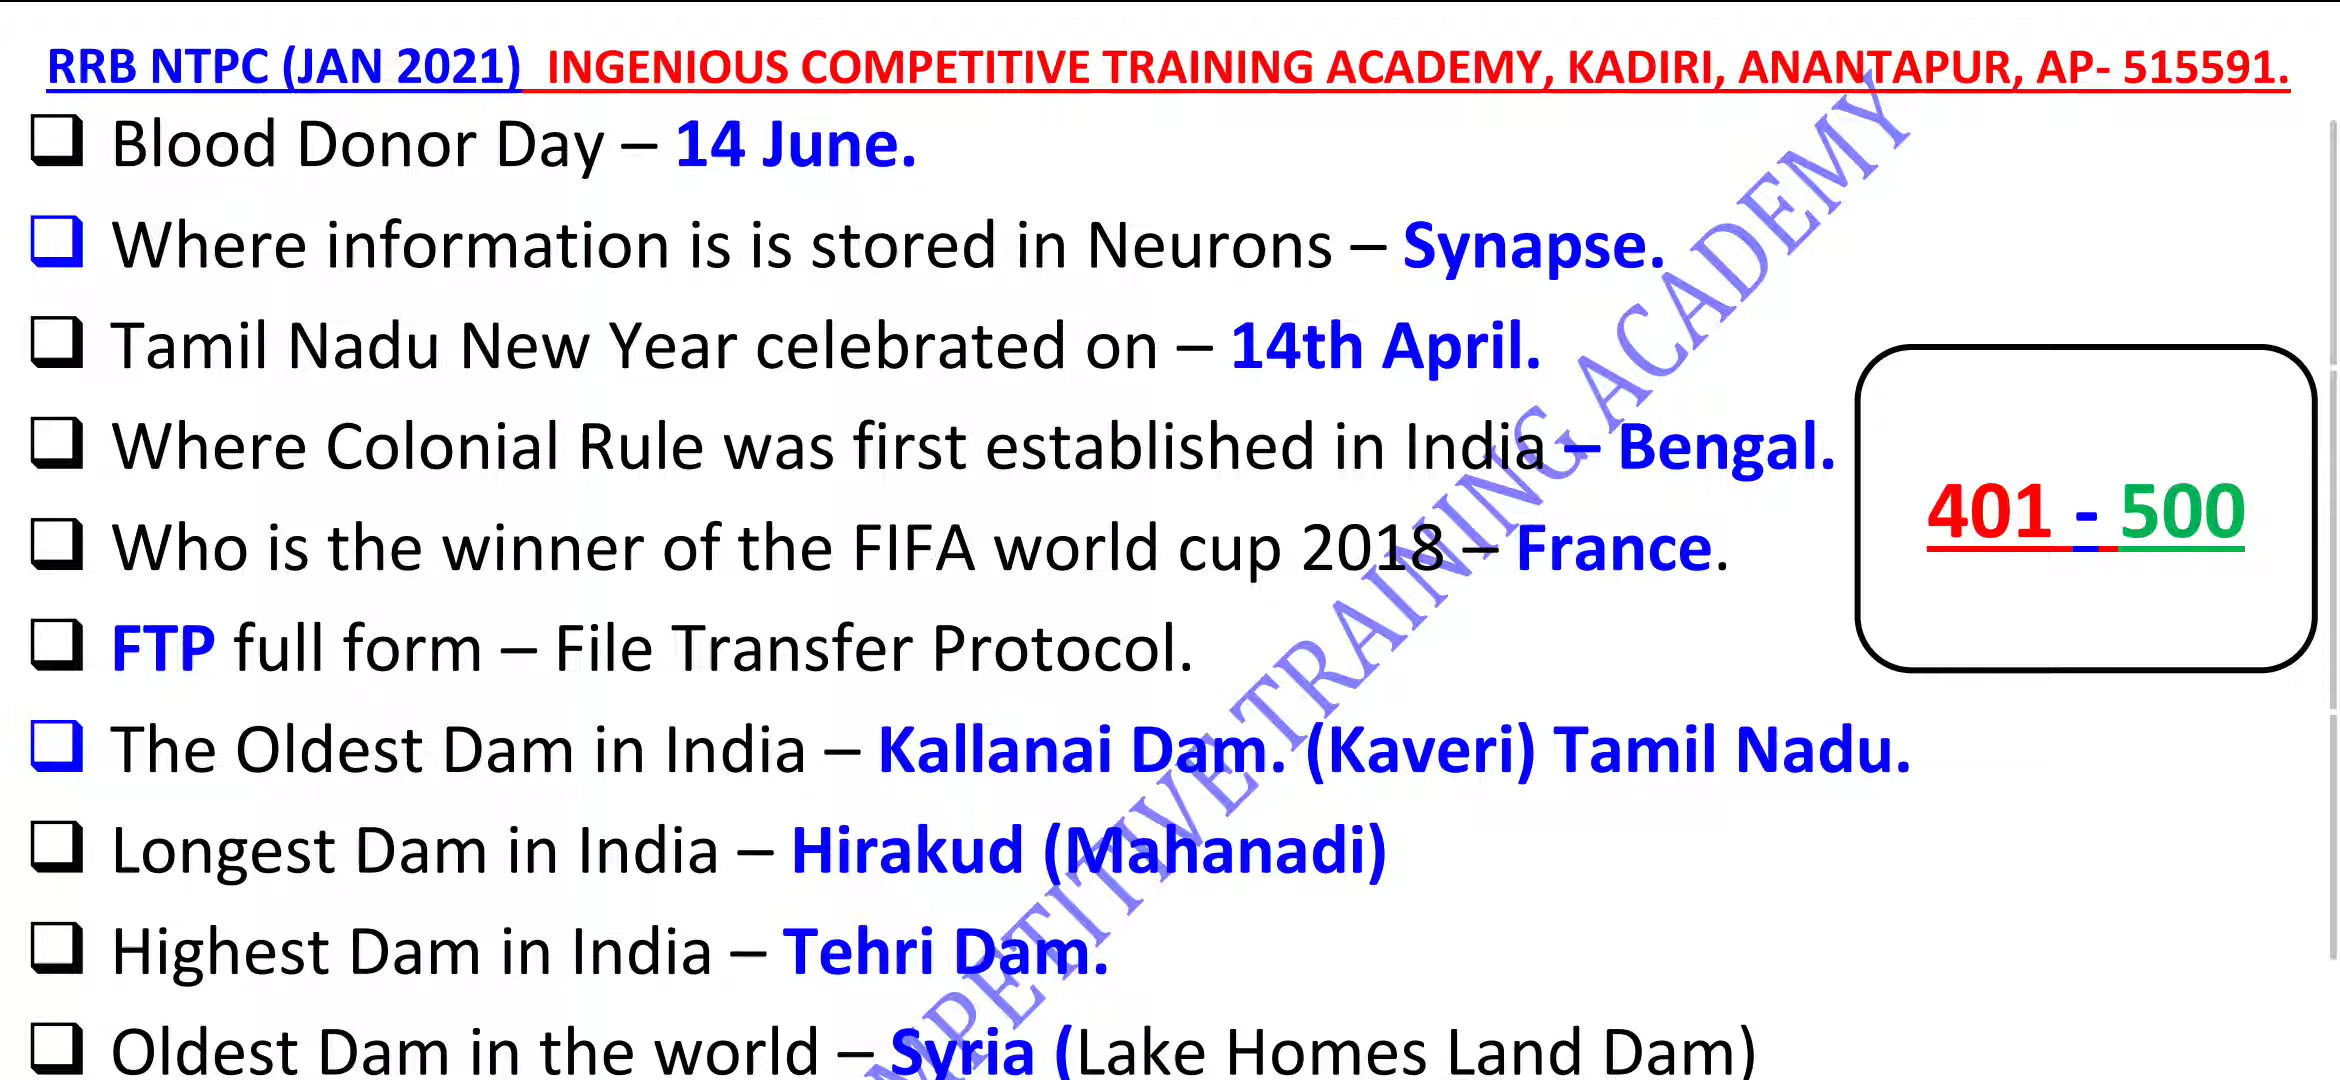 RRB NTPC (JAN 2021) INGENIOUS COMPETITIVE TRAINING ACADEMY, KADIRI, ANANTAPUR, AP- 515591.
Blood Donor Day – 14 June.
Where information is is stored in Neurons – Synapse.
Tamil Nadu New Year celebrated on – 14th April.
Where Colonial Rule was first established in India – Bengal.
Who is the winner of the FIFA world cup 2018 – France.
401 - 500
FTP full form – File Transfer Protocol.
The Oldest Dam in India – Kallanai Dam. (Kaveri) Tamil Nadu.
Longest Dam in India – Hirakud (Mahanadi)
Highest Dam in India – Tehri Dam.
Oldest Dam in the world – Syria (Lake Homes Land Dam)
MPETITIVE TRAINING ACADEMY